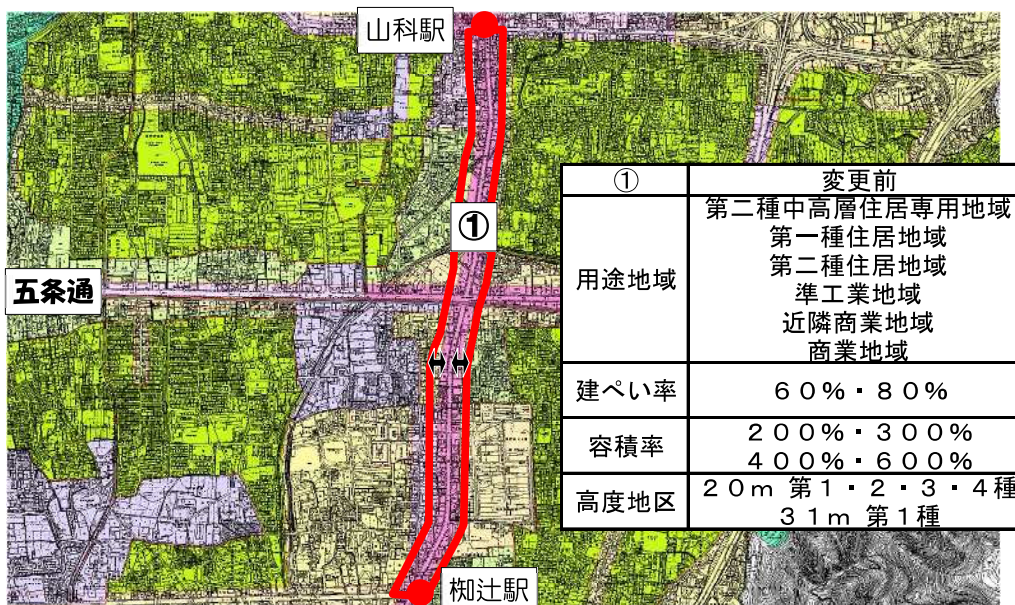 山科駅
①
五条通
椥辻駅
① 変更前
用途地域 第二種中高層住居専用地域
第一種住居地域
第二種住居地域
準工業地域
近隣商業地域
商業地域
建ぺい率 60%・80%
容積率 200%・300%
400%・600%
高度地区 20m 第1・2・3・4種
31m 第1種